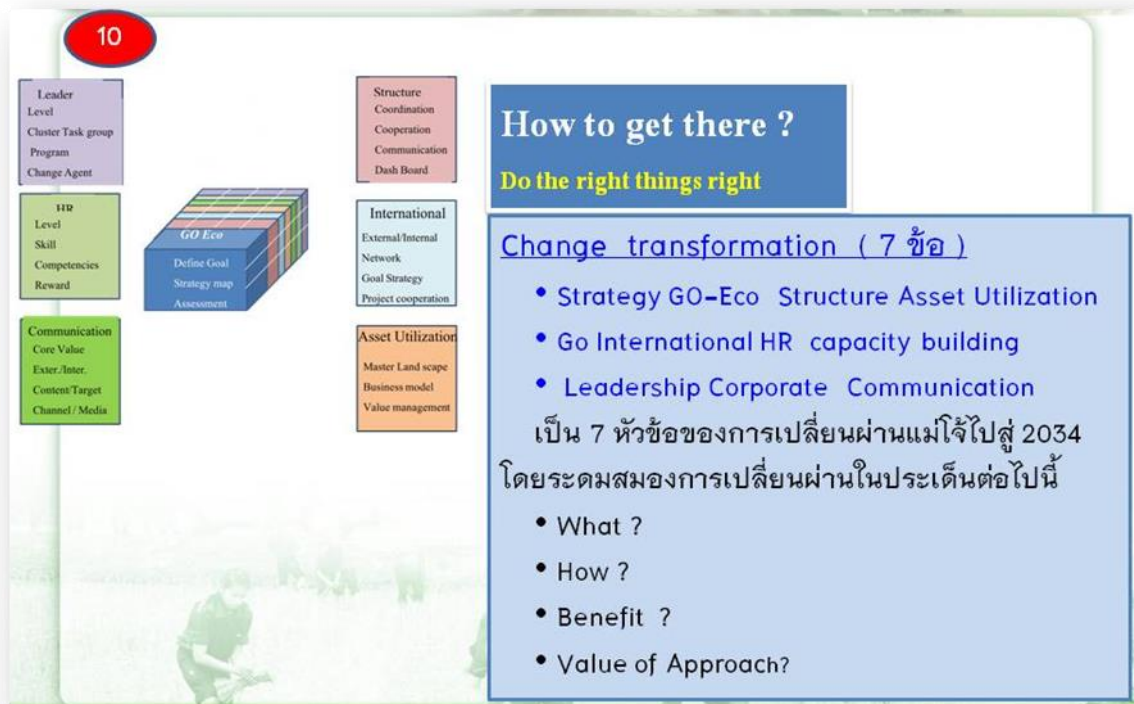 10
Leader
Level
Cluster Task group
Program
Change Agent
HR
Level
Skill
Competencies
Reward
Communication
Core Value
Exter./Inter.
Content/Target
Channel / Media
GO Eco
Define Goal
Strategy map
Assessment
Structure
Coordination
Cooperation
Communication
Dash Board
International
External/Internal
Network
Goal Strategy
Project cooperation
Asset Utilization
Master Land scape
Business model
Value management
How to get there ?
Do the right things right
Change transformation ( 7 ข้อ )
• Strategy GO-Eco Structure Asset Utilization
• Go International HR capacity building
• Leadership Corporate Communication
เป็น 7 หัวข้อของการเปลี่ยนผ่านแม่โจ้ไปสู่ 2034
โดยระดมสมองการเปลี่ยนผ่านในประเด็นต่อไปนี้
• What ?
• How ?
• Benefit ?
• Value of Approach?